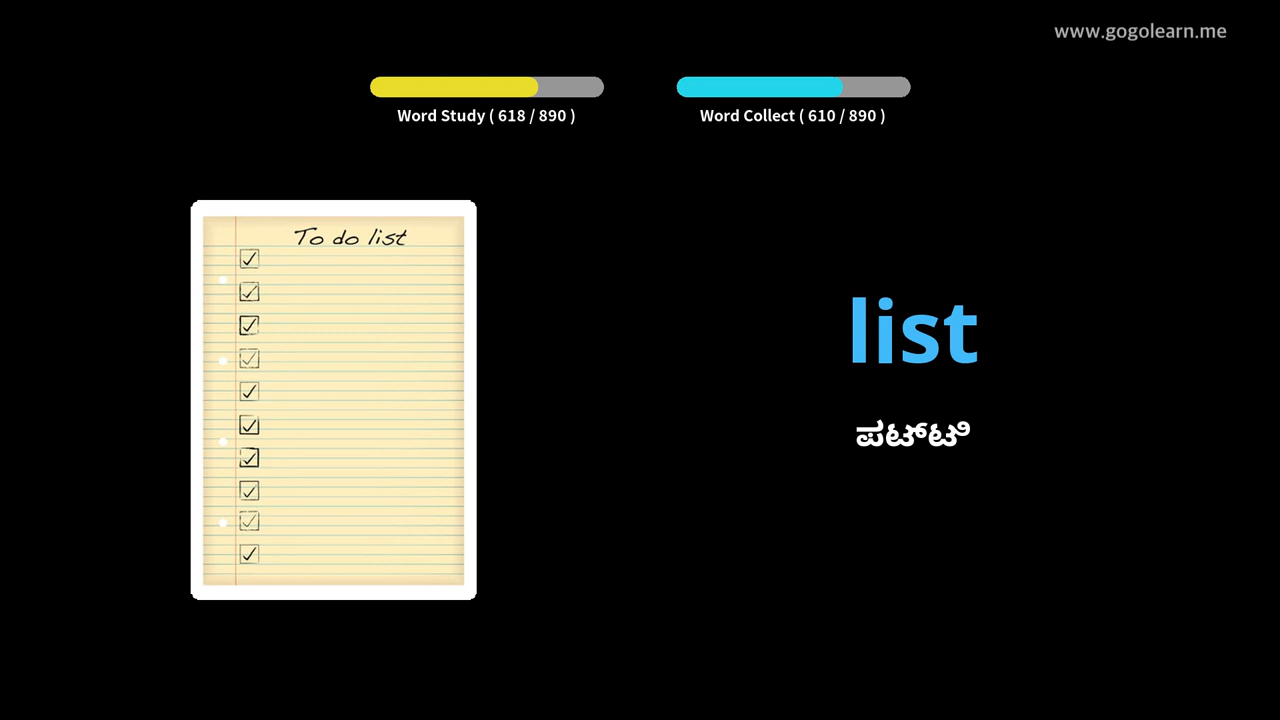 www.gogolearn.me
Word Study ( 618 / 890 )
Word Collect ( 610 / 890 )
To do list
list
ಪಟ್ಟಿ